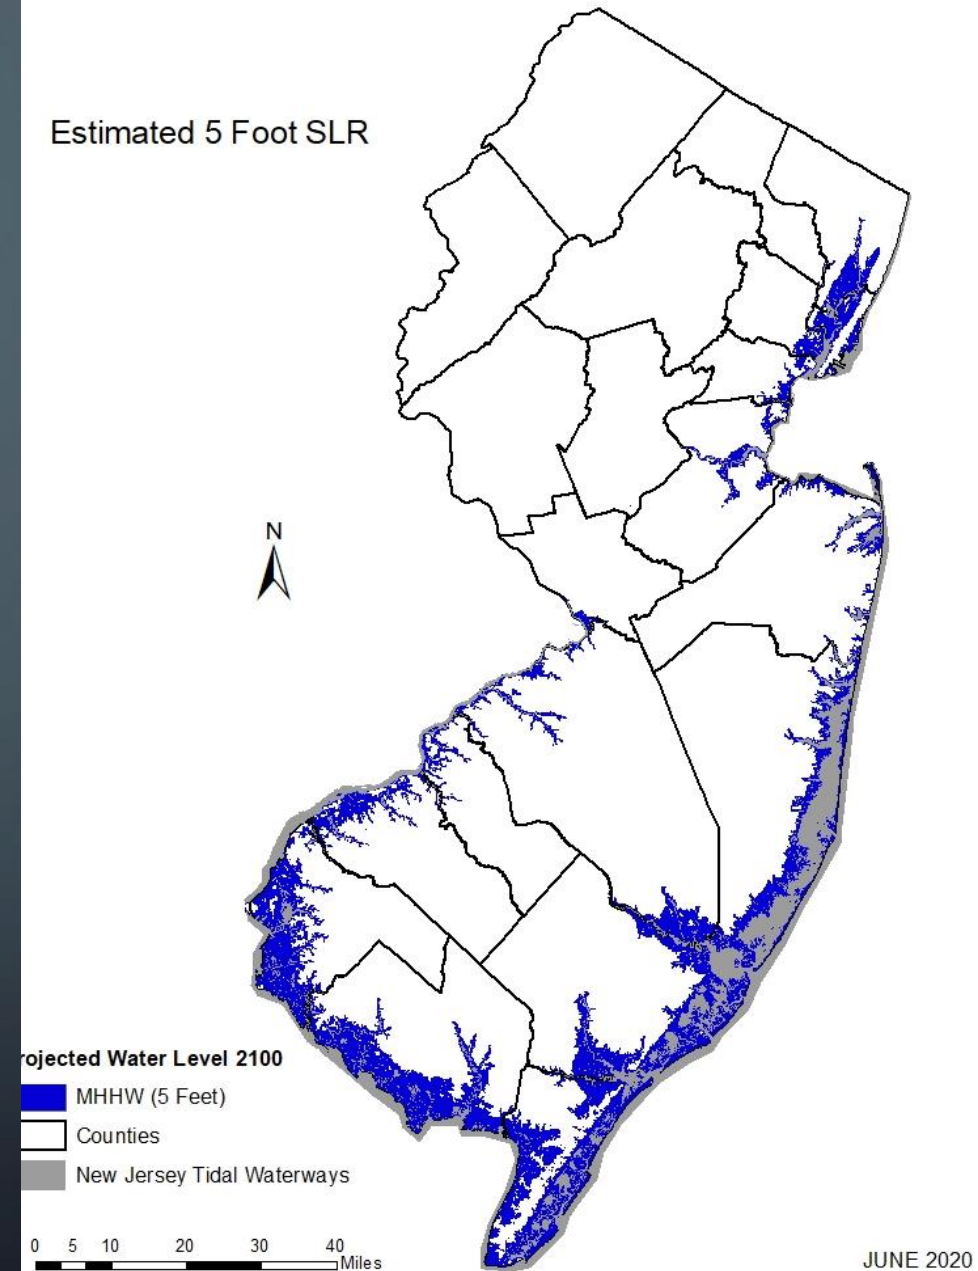 Estimated 5 Foot SLR
N
rojected Water Level 2100
MHHW (5 Feet)
Counties
New Jersey Tidal Waterways
0 5 10 20 30 40
Miles
JUNE 2020